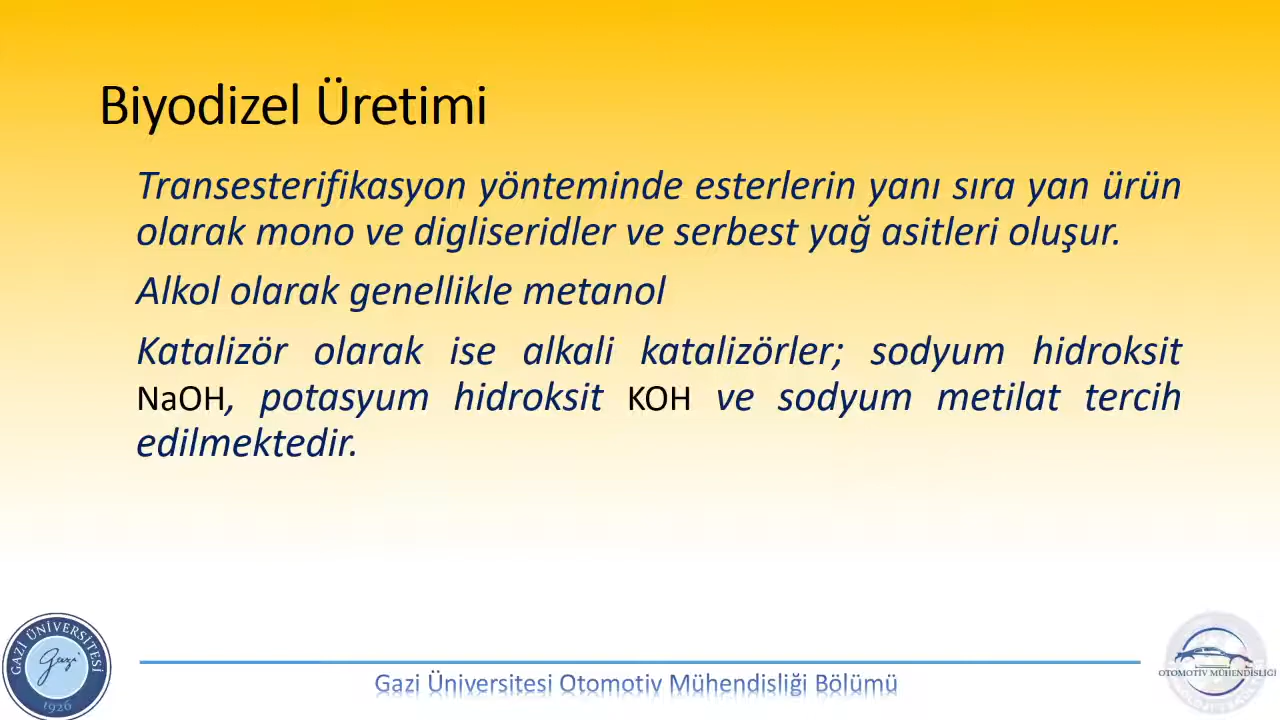 Biyodizel Üretimi
Transesterifikasyon yönteminde esterlerin yanı sıra yan ürün
olarak mono ve digliseridler ve serbest yağ asitleri oluşur.
Alkol olarak genellikle metanol
Katalizör olarak ise alkali katalizörler; sodyum hidroksit
NaOH, potasyum hidroksit KOH ve sodyum metilat tercih
edilmektedir.
GAZİ ÜNİVERSİTESİ
Gazi
1926
Gazi Üniversitesi Otomotiv Mühendisliği Bölümü
OTOMOTİV MÜHENDİSLİĞİ